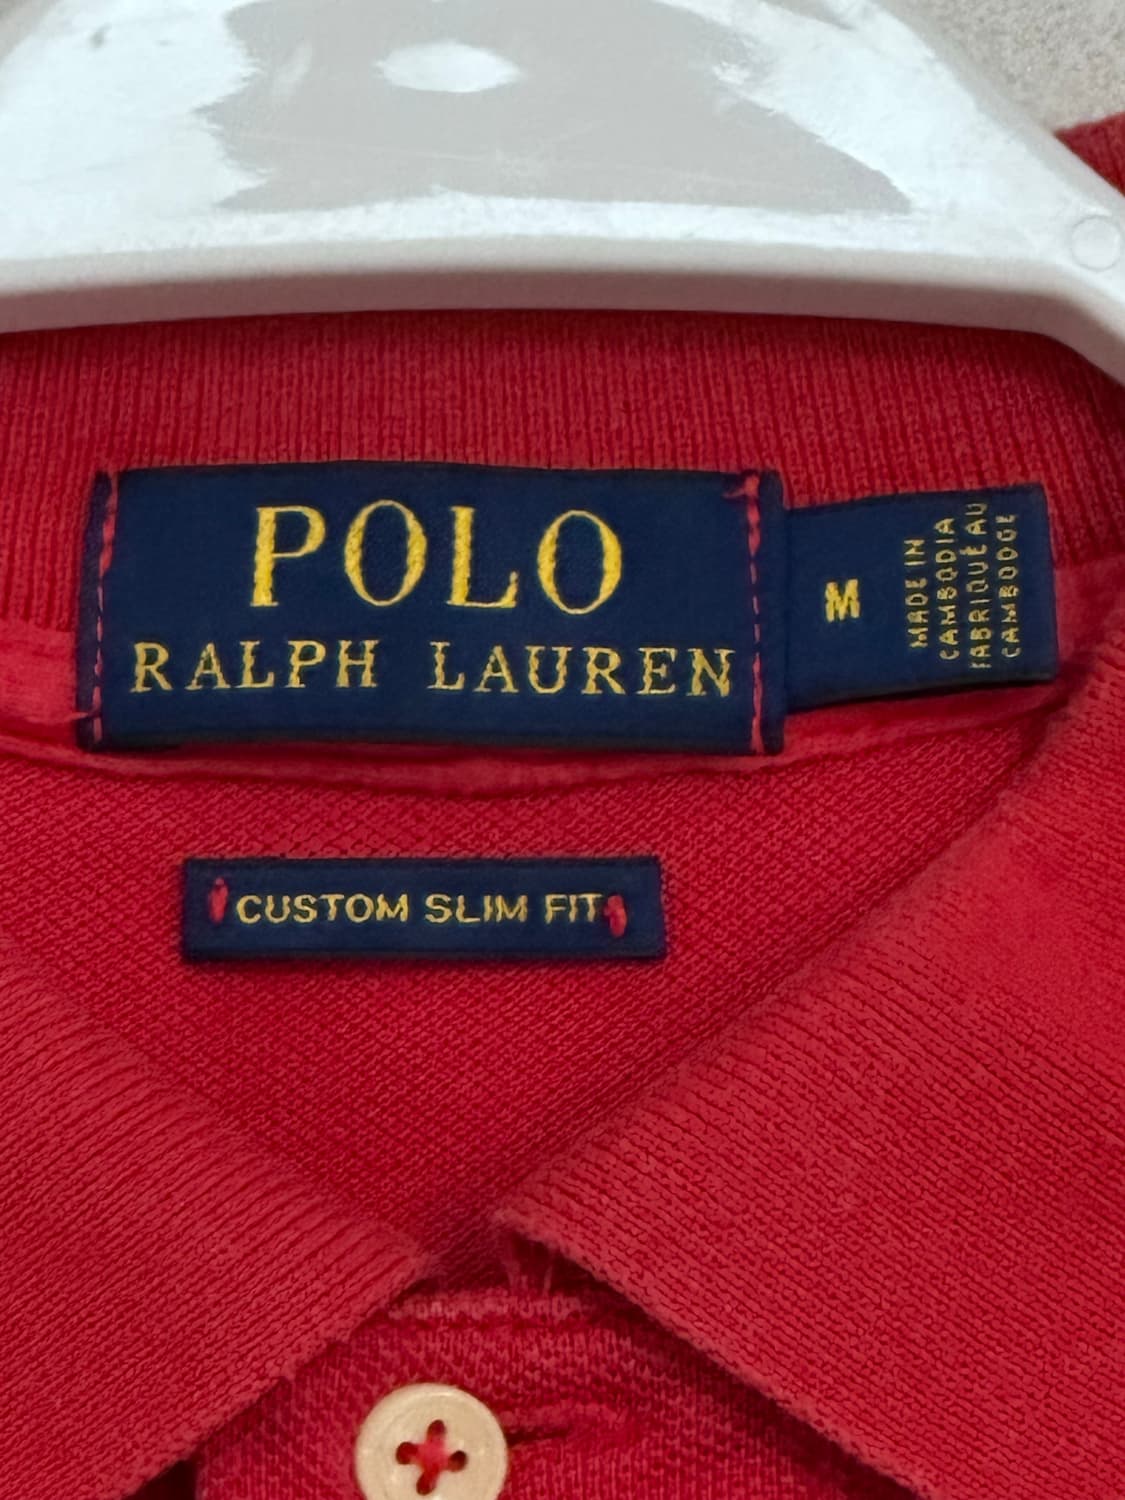 POLO
RALPH LAUREN
M
MADE IN
CAMBODIA
FABRIQUÉ AU
CAMBODGE
CUSTOM SLIM FIT